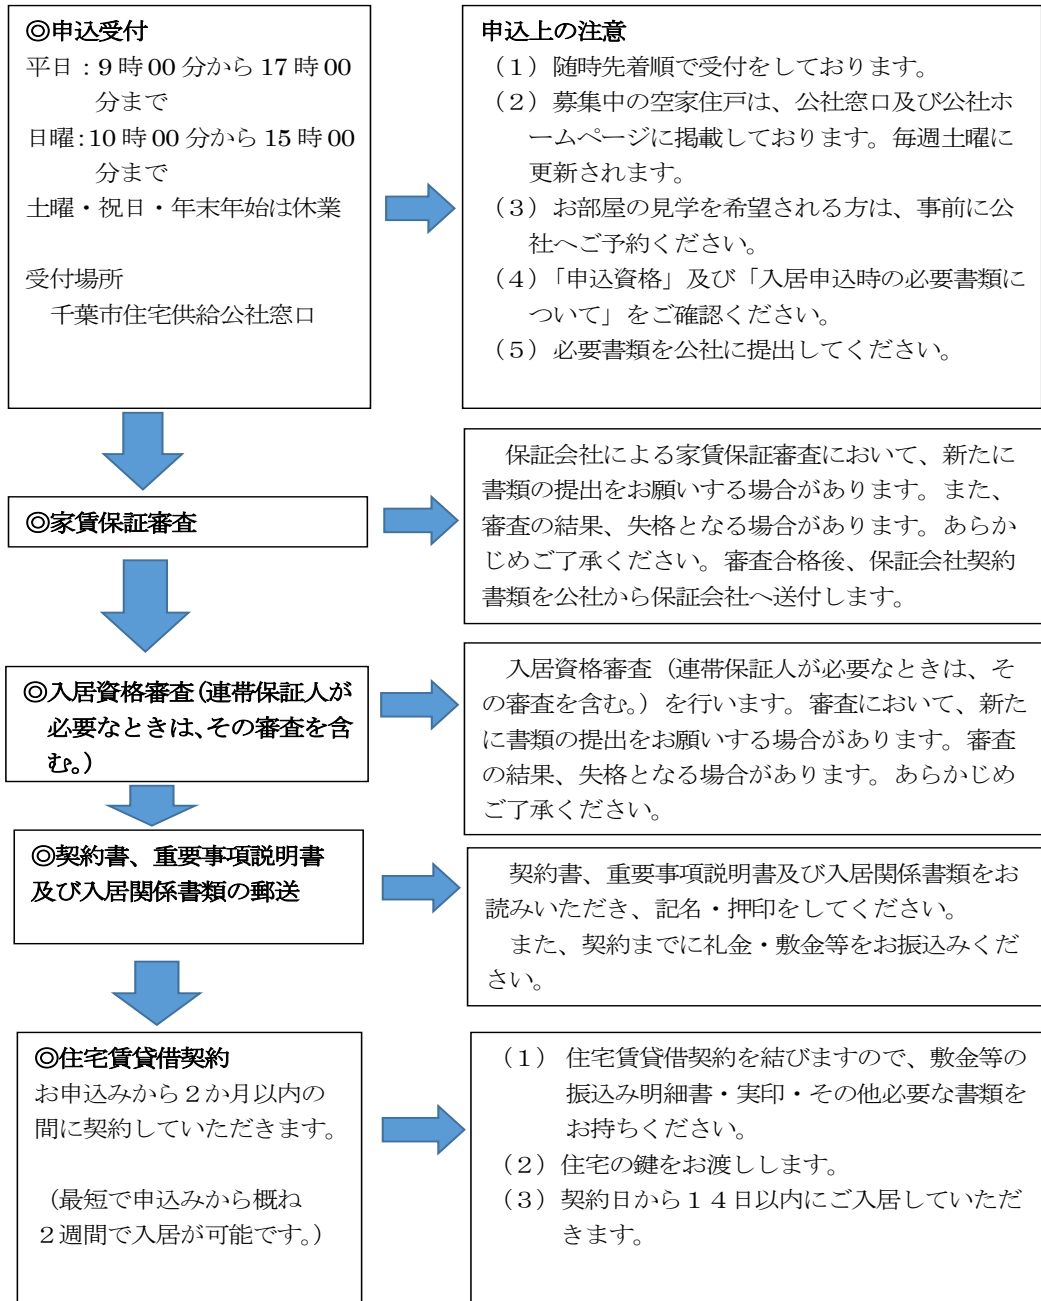 ◎申込受付
平日：9時00分から17時00
分まで
日曜：10時00分から15時00
分まで
土曜・祝日・年末年始は休業
受付場所
千葉市住宅供給公社窓口
申込上の注意
（1）随時先着順で受付をしております。
（2）募集中の空家住戸は、公社窓口及び公社ホ
ームページに掲載しております。毎週土曜に
更新されます。
（3）お部屋の見学を希望される方は、事前に公
社へご予約ください。
（4）「申込資格」及び「入居申込時の必要書類に
ついて」をご確認ください。
（5）必要書類を公社に提出してください。
◎家賃保証審査
保証会社による家賃保証審査において、新たに
書類の提出をお願いする場合があります。また、
審査の結果、失格となる場合があります。あらか
じめご了承ください。審査合格後、保証会社契約
書類を公社から保証会社へ送付します。
◎入居資格審査（連帯保証人が
必要なときは、その審査を含
む。）
入居資格審査（連帯保証人が必要なときは、そ
の審査を含む。）を行います。審査において、新た
に書類の提出をお願いする場合があります。審査
の結果、失格となる場合があります。あらかじめ
ご了承ください。
◎契約書、重要事項説明書
及び入居関係書類の郵送
契約書、重要事項説明書及び入居関係書類をお
読みいただき、記名・押印をしてください。
また、契約までに礼金・敷金等をお振込みくだ
さい。
◎住宅賃貸借契約
お申込みから２か月以内の
間に契約していただきます。
（最短で申込みから概ね
２週間で入居が可能です。）
（1）住宅賃貸借契約を結びますので、敷金等の
振込み明細書・実印・その他必要な書類を
お持ちください。
（2）住宅の鍵をお渡しします。
（3）契約日から１４日以内にご入居していただ
きます。